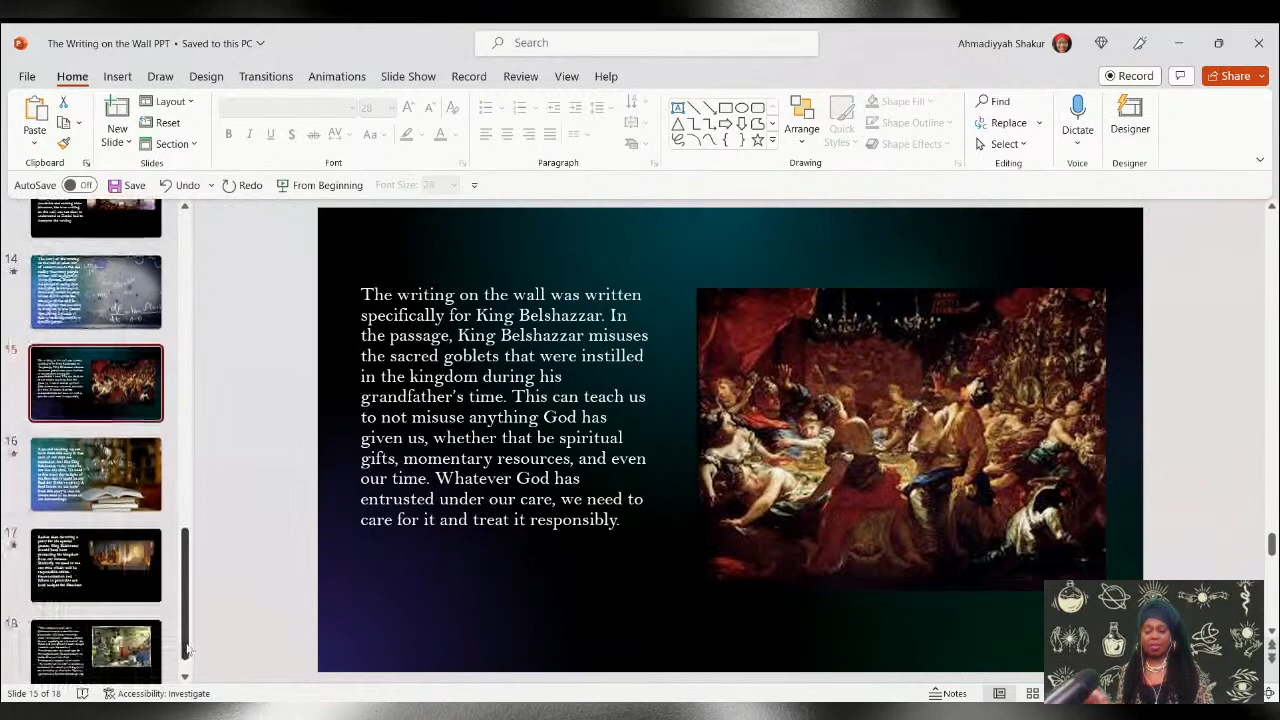 The Writing on the Wall PPT • Saved to this PC
Search
Ahmadiyyah Shakur
File Home Insert Draw Design Transitions Animations Slide Show Record Review View Help
Record Share
Paste
New Slide
Layout
Reset
Section
28
Arrange
Quick Styles
Shape Fill
Shape Outline
Shape Effects
Find
Replace
Select
Dictate
Designer
Clipboard Slides Font Paragraph Drawing Editing Voice Designer
AutoSave Off Save Undo Redo From Beginning Font Size: 28
14
15
16
17
18
The writing on the wall was written
specifically for King Belshazzar. In
the passage, King Belshazzar misuses
the sacred goblets that were instilled
in the kingdom during his
grandfather's time. This can teach us
to not misuse anything God has
given us, whether that be spiritual
gifts, momentary resources, and even
our time. Whatever God has
entrusted under our care, we need to
care for it and treat it responsibly.
Slide 15 of 18 Accessibility: Investigate Notes